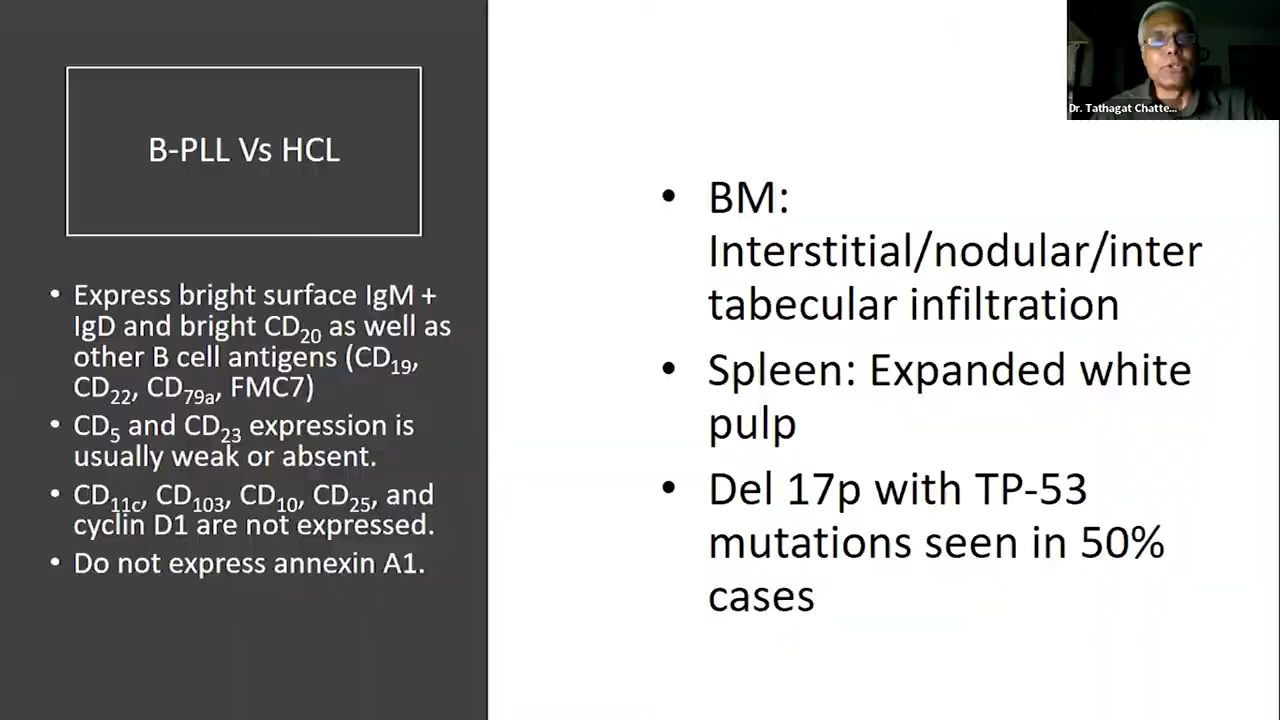 B-PLL Vs HCL
• Express bright surface IgM +
IgD and bright CD20 as well as
other B cell antigens (CD19,
CD22, CD79a, FMC7)
• CD5 and CD23 expression is
usually weak or absent.
• CD11c, CD103, CD10, CD25, and
cyclin D1 are not expressed.
• Do not express annexin A1.
• BM:
Interstitial/nodular/inter
tabecular infiltration
• Spleen: Expanded white
pulp
• Del 17p with TP-53
mutations seen in 50%
cases
Dr. Tathagat Chatte...